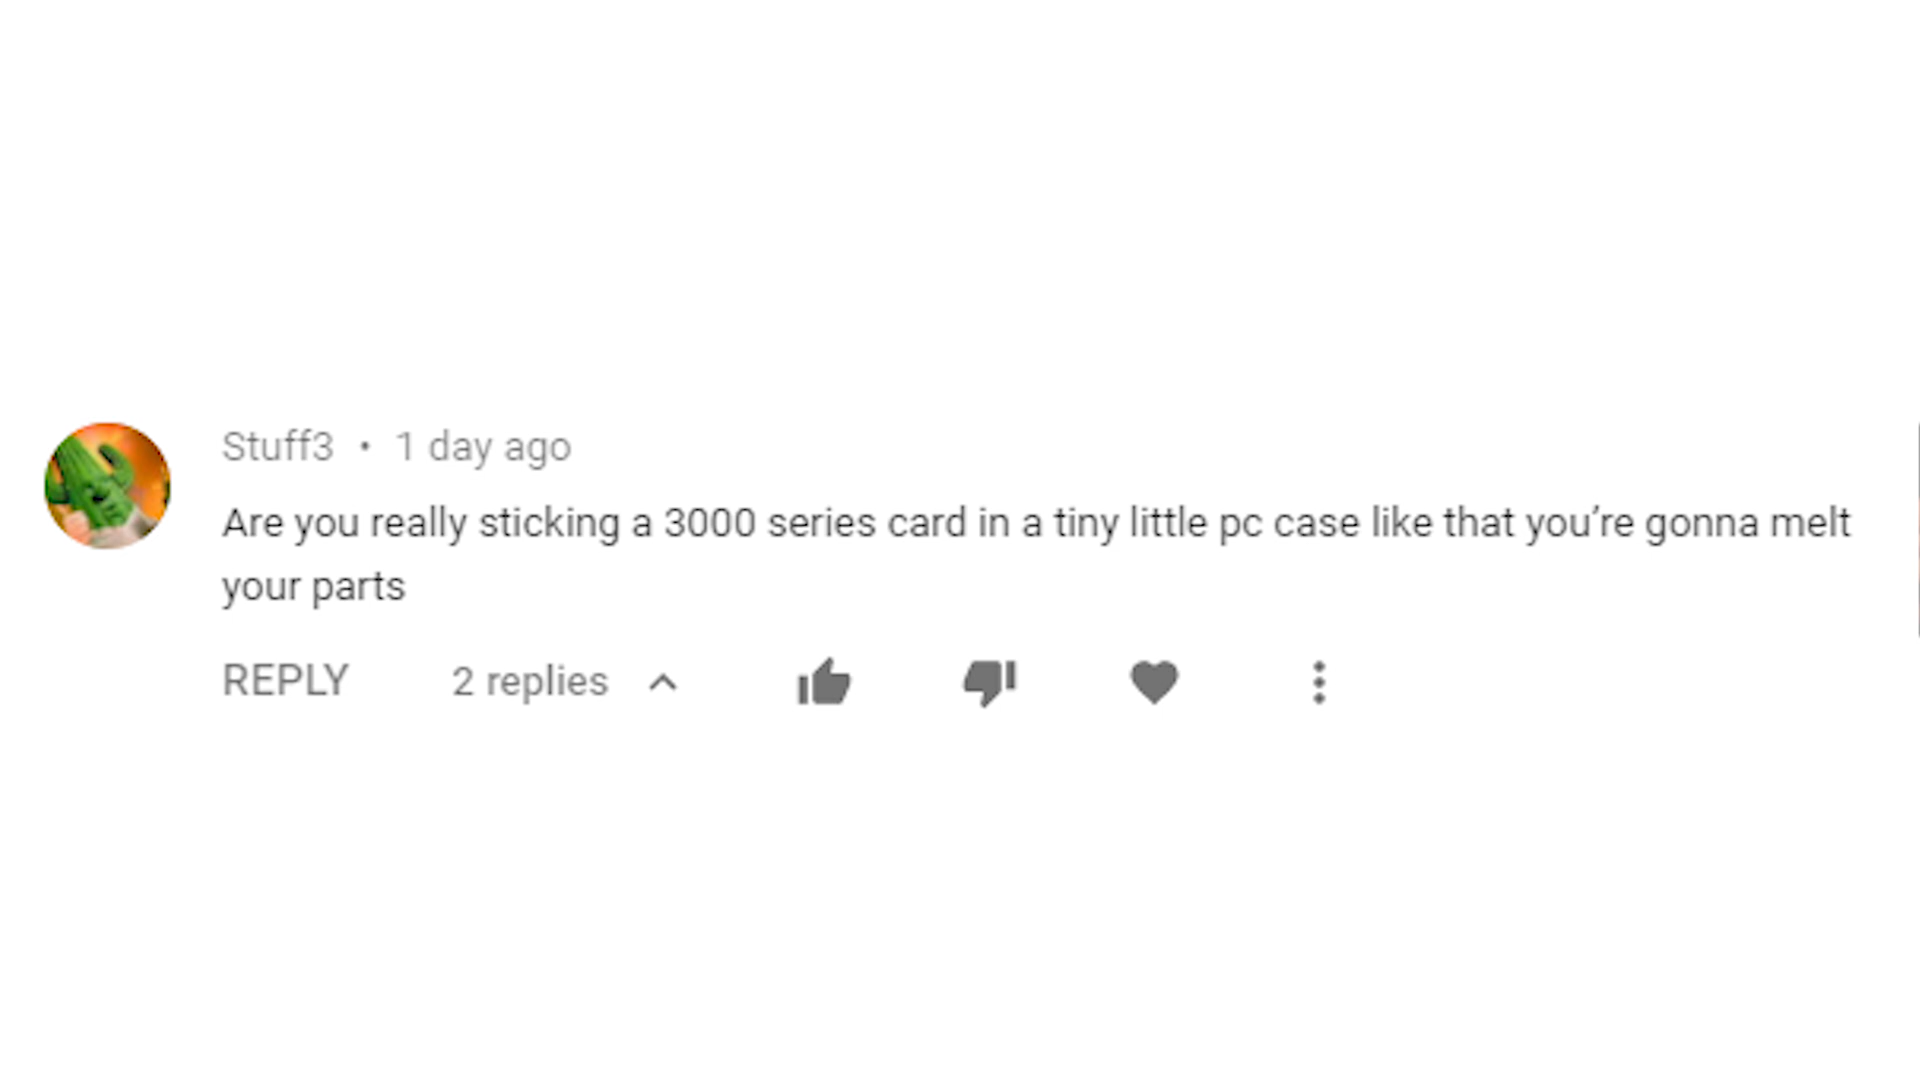 Stuff3 • 1 day ago
Are you really sticking a 3000 series card in a tiny little pc case like that you’re gonna melt
your parts
REPLY 2 replies